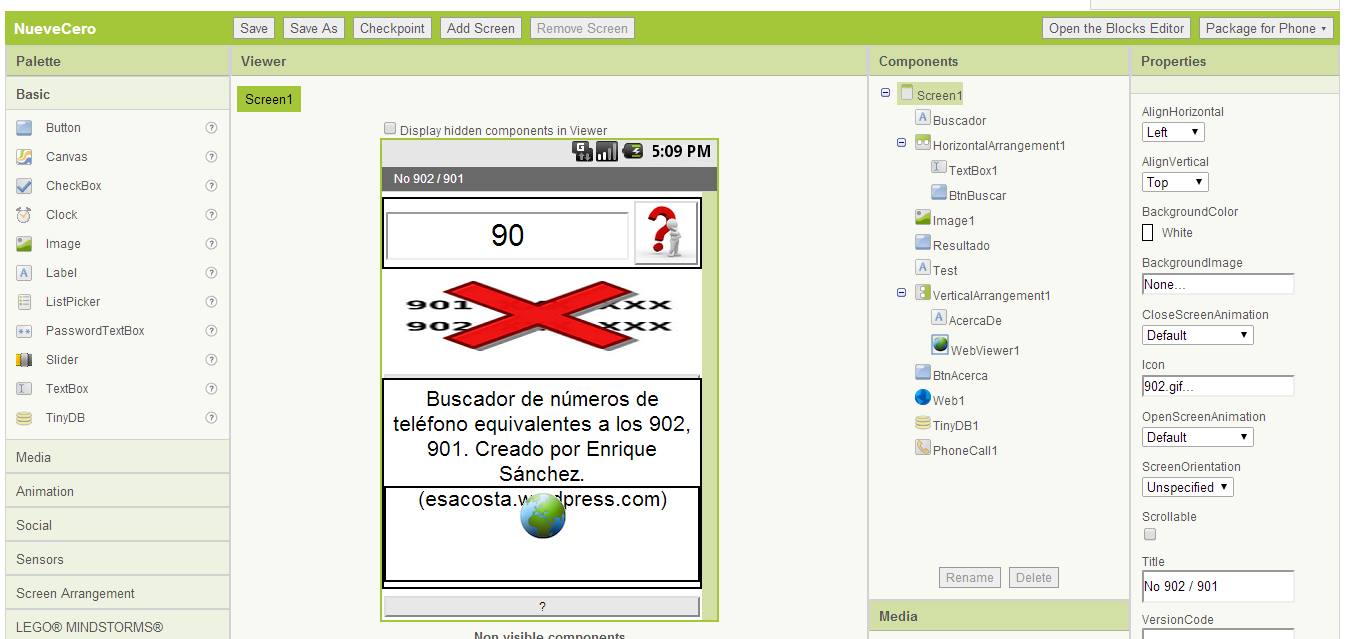 NueveCero
Save
Save As
Checkpoint
Add Screen
Remove Screen
Open the Blocks Editor
Package for Phone
Palette
Basic
Button ?
Canvas ?
CheckBox ?
Clock ?
Image ?
Label ?
ListPicker ?
PasswordTextBox ?
Slider ?
TextBox ?
TinyDB ?
Media
Animation
Social
Sensors
Screen Arrangement
LEGO® MINDSTORMS®
Viewer
Screen1
Display hidden components in Viewer
5:09 PM
No 902 / 901
90
901 XXX
902 XXX
Buscador de números de
teléfono equivalentes a los 902,
901. Creado por Enrique
Sánchez.
(esacosta.wordpress.com)
?
Non visible components
Components
Screen1
Buscador
HorizontalArrangement1
TextBox1
BtnBuscar
Image1
Resultado
Test
VerticalArrangement1
AcercaDe
WebViewer1
BtnAcerca
Web1
TinyDB1
PhoneCall1
Rename
Delete
Media
Properties
AlignHorizontal
Left
AlignVertical
Top
BackgroundColor
White
BackgroundImage
None...
CloseScreenAnimation
Default
Icon
902.gif...
OpenScreenAnimation
Default
ScreenOrientation
Unspecified
Scrollable
Title
No 902 / 901
VersionCode